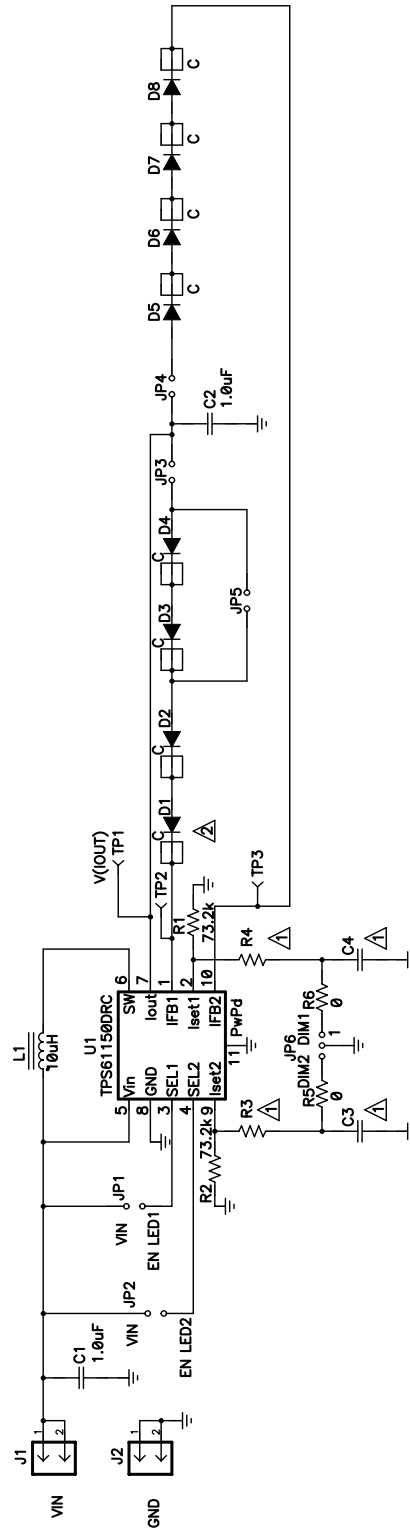 J1
1
2
VIN
J2
1
2
GND
C1
1.0uF
JP2
VIN
EN LED2
JP1
VIN
EN LED1
L1
10uH
U1
TPS61150DRC
5 Vin
8 GND
3 SEL1
4 SEL2
9 Iset2
SW 6
Iout 7
IFB1 1
Iset1 2
IFB2 10
PwPd
11
R2
73.2k
R1
73.2k
R3
1
R4
1
C3
1
C4
1
R5
0
R6
0
JP6
DIM2
DIM1
1
V(IOUT)
TP1
TP2
TP3
D1
C
2
D2
C
D3
C
D4
C
JP5
JP3
C2
1.0uF
JP4
D5
C
D6
C
D7
C
D8
C